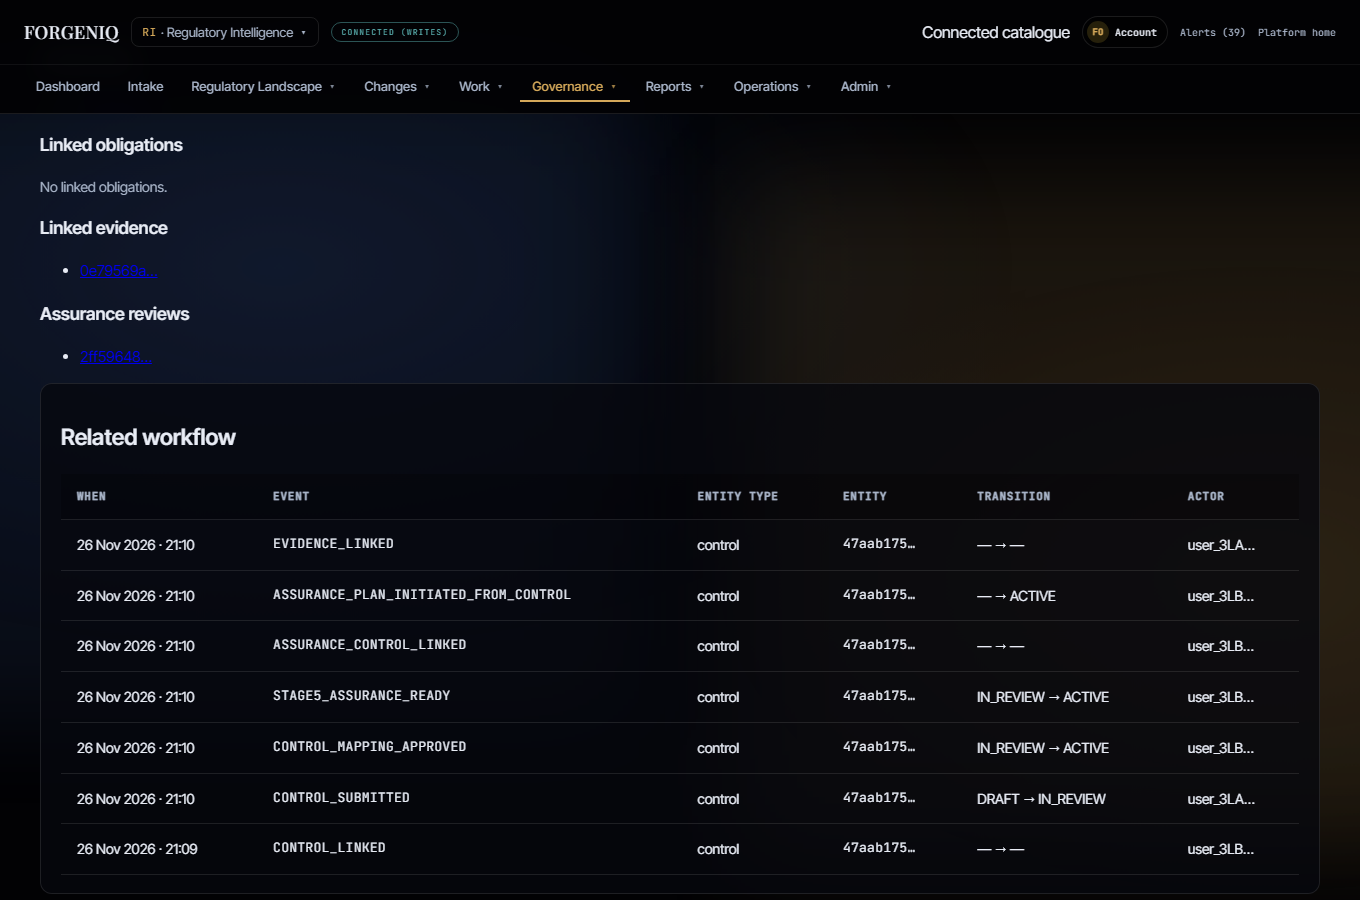 FORGENIQ
RI · Regulatory Intelligence
CONNECTED (WRITES)
Connected catalogue
FO Account
Alerts (39)
Platform home
Dashboard
Intake
Regulatory Landscape
Changes
Work
Governance
Reports
Operations
Admin
Linked obligations
No linked obligations.
Linked evidence
Assurance reviews
Related workflow
WHEN EVENT ENTITY TYPE ENTITY TRANSITION ACTOR
26 Nov 2026 · 21:10 EVIDENCE_LINKED control 47aab175… — → — user_3LA…
26 Nov 2026 · 21:10 ASSURANCE_PLAN_INITIATED_FROM_CONTROL control 47aab175… — → ACTIVE user_3LB…
26 Nov 2026 · 21:10 ASSURANCE_CONTROL_LINKED control 47aab175… — → — user_3LB…
26 Nov 2026 · 21:10 STAGE5_ASSURANCE_READY control 47aab175… IN_REVIEW → ACTIVE user_3LB…
26 Nov 2026 · 21:10 CONTROL_MAPPING_APPROVED control 47aab175… IN_REVIEW → ACTIVE user_3LB…
26 Nov 2026 · 21:10 CONTROL_SUBMITTED control 47aab175… DRAFT → IN_REVIEW user_3LA…
26 Nov 2026 · 21:09 CONTROL_LINKED control 47aab175… — → — user_3LB…